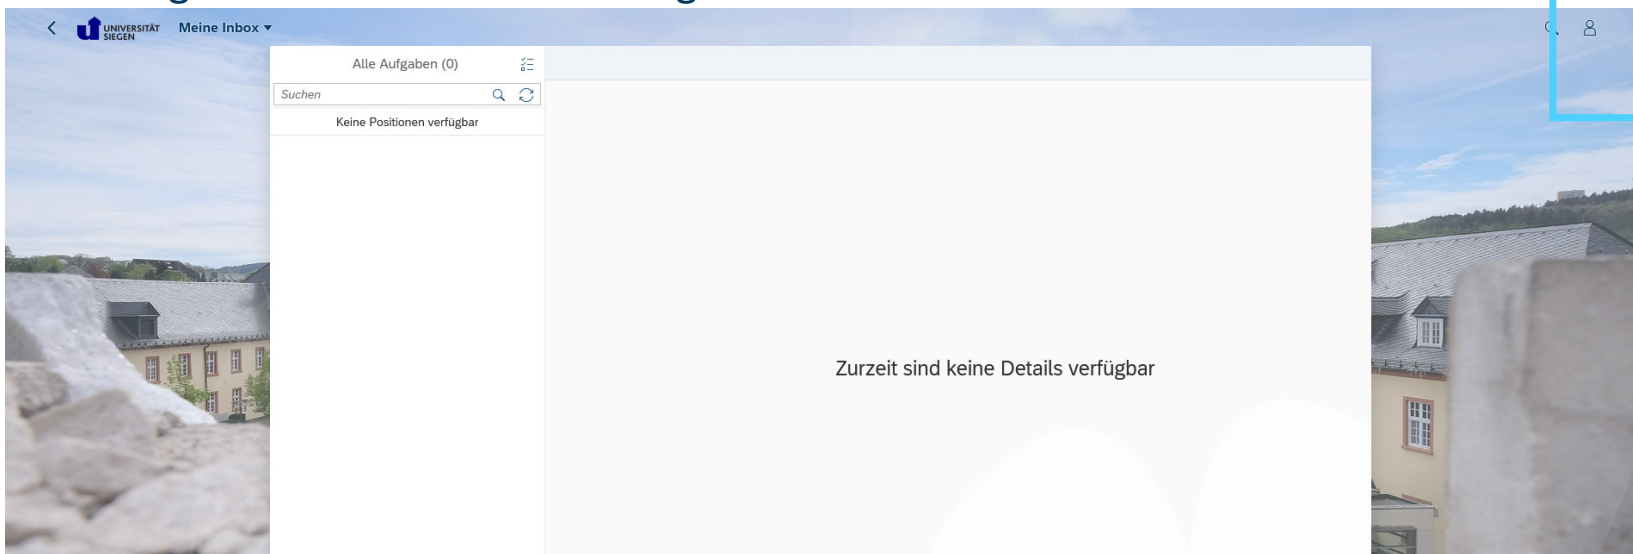 UNIVERSITÄT
SIEGEN
Meine Inbox
Alle Aufgaben (0)
Suchen
Keine Positionen verfügbar
Zurzeit sind keine Details verfügbar